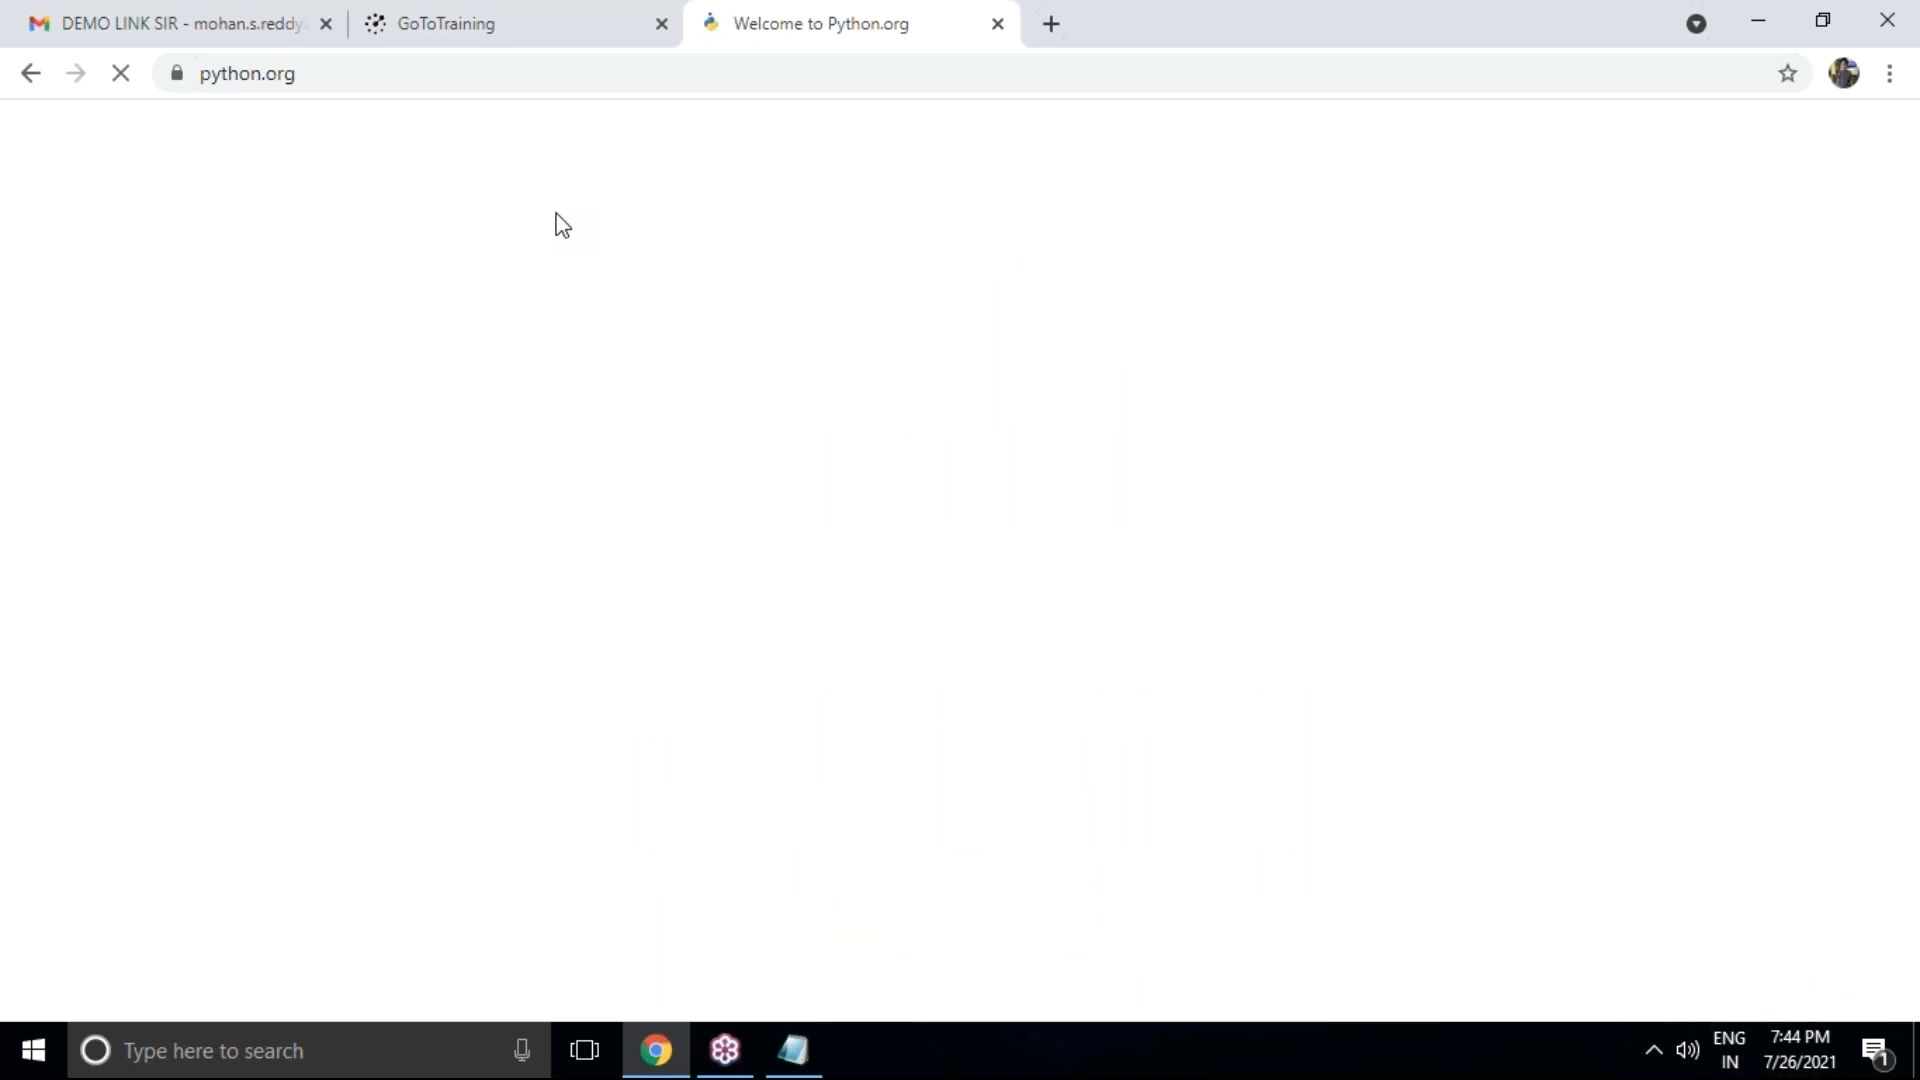 DEMO LINK SIR - mohan.s.reddy
GoToTraining
Welcome to Python.org
python.org
Type here to search
ENG
IN
7:44 PM
7/26/2021
1